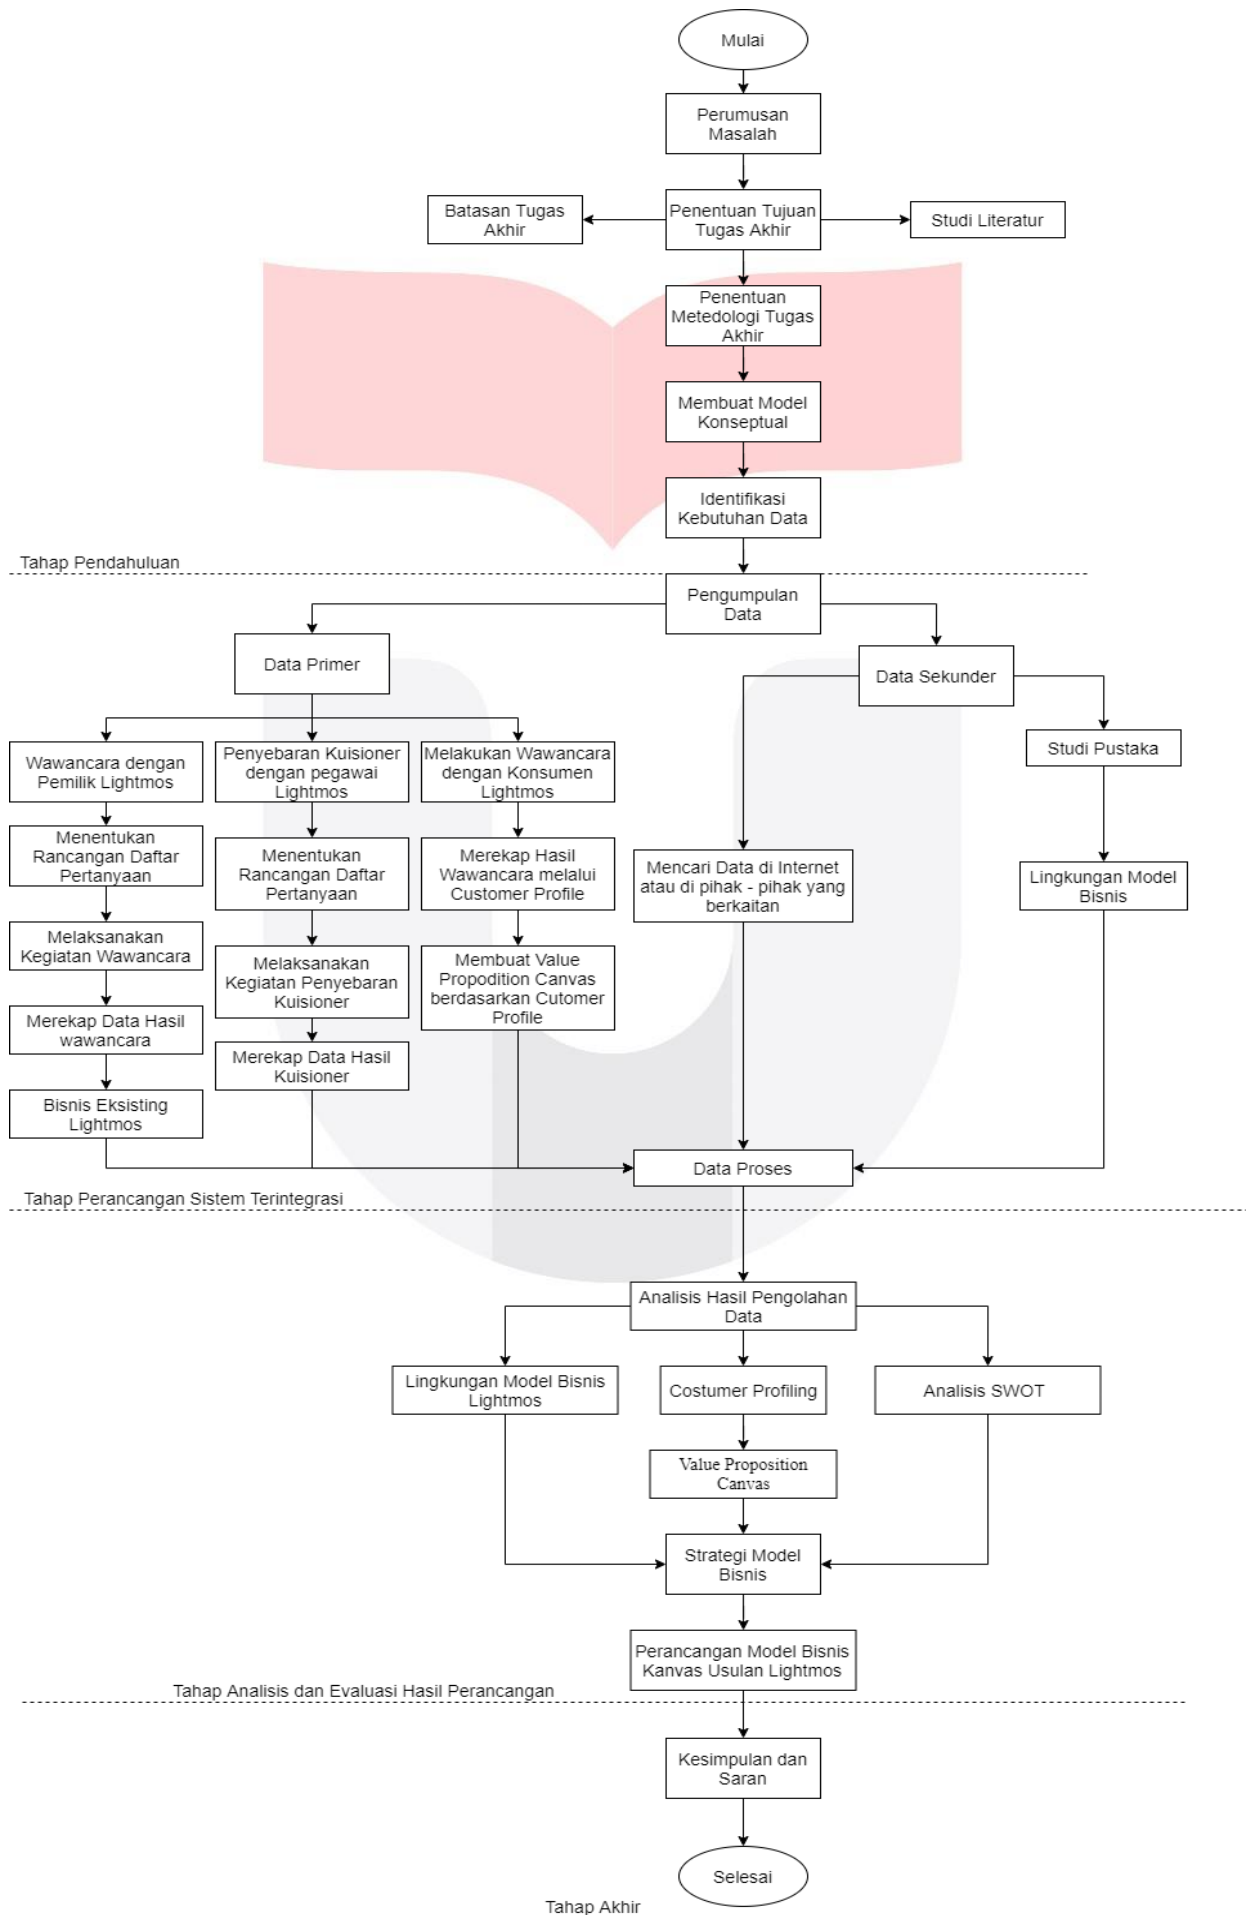 Mulai
Perumusan
Masalah
Batasan Tugas
Akhir
Penentuan Tujuan
Tugas Akhir
Studi Literatur
Penentuan
Metedologi Tugas
Akhir
Membuat Model
Konseptual
Identifikasi
Kebutuhan Data
Tahap Pendahuluan
Pengumpulan
Data
Data Primer
Data Sekunder
Wawancara dengan
Pemilik Lightmos
Penyebaran Kuisioner
dengan pegawai
Lightmos
Melakukan Wawancara
dengan Konsumen
Lightmos
Studi Pustaka
Menentukan
Rancangan Daftar
Pertanyaan
Menentukan
Rancangan Daftar
Pertanyaan
Merekap Hasil
Wawancara melalui
Customer Profile
Mencari Data di Internet
atau di pihak - pihak yang
berkaitan
Lingkungan Model
Bisnis
Melaksanakan
Kegiatan Wawancara
Melaksanakan
Kegiatan Penyebaran
Kuisioner
Membuat Value
Propodition Canvas
berdasarkan Cutomer
Profile
Merekap Data Hasil
wawancara
Merekap Data Hasil
Kuisioner
Bisnis Eksisting
Lightmos
Data Proses
Tahap Perancangan Sistem Terintegrasi
Analisis Hasil Pengolahan
Data
Lingkungan Model Bisnis
Lightmos
Costumer Profiling
Analisis SWOT
Value Proposition
Canvas
Strategi Model
Bisnis
Perancangan Model Bisnis
Kanvas Usulan Lightmos
Tahap Analisis dan Evaluasi Hasil Perancangan
Kesimpulan dan
Saran
Selesai
Tahap Akhir